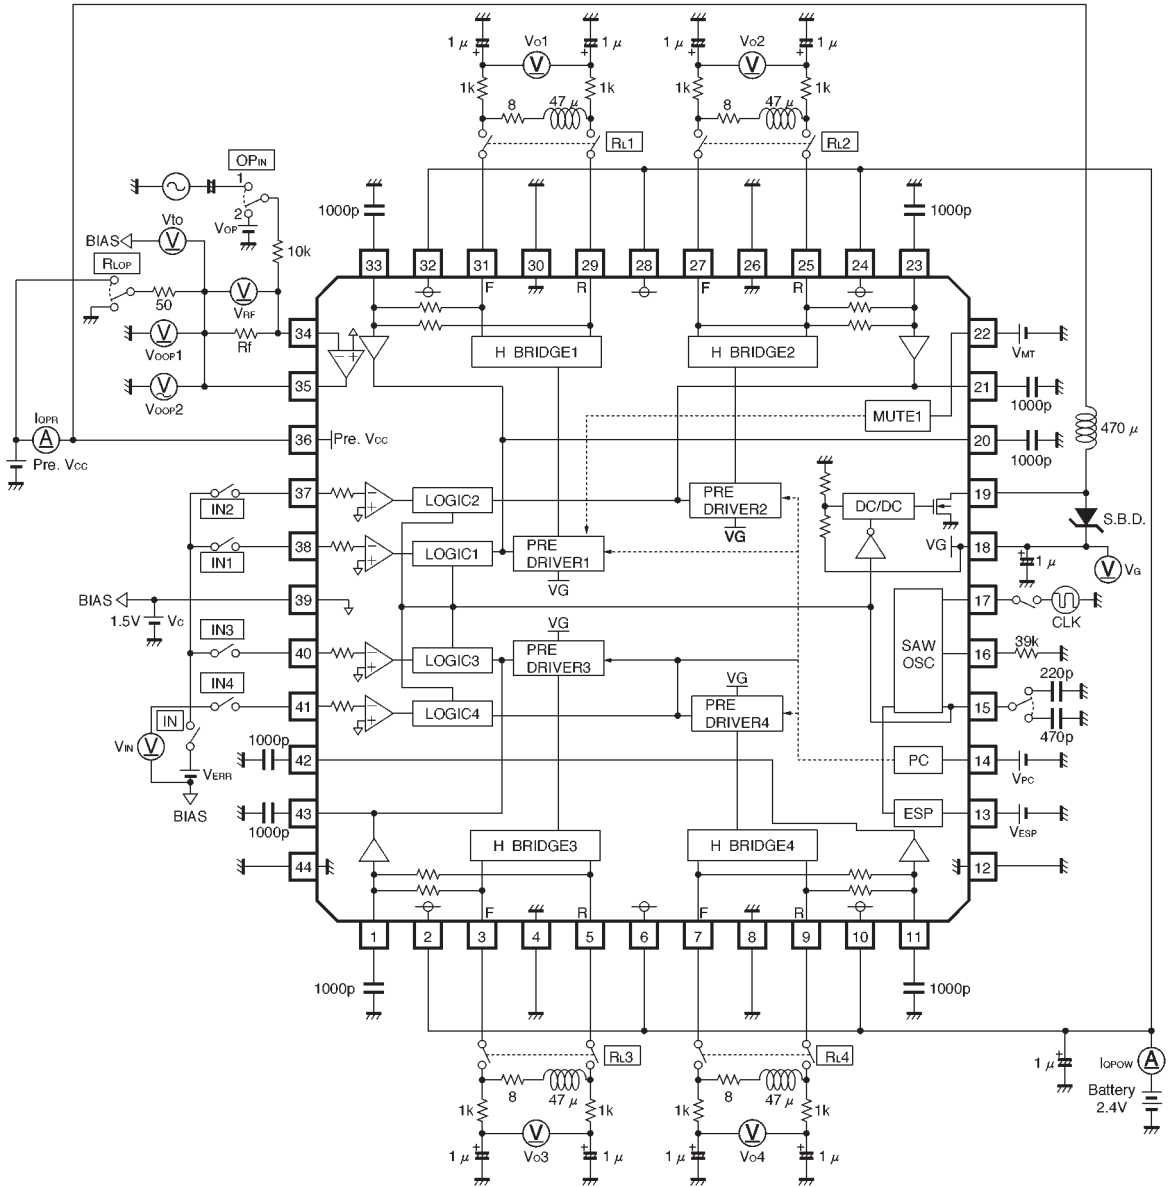 1 μ
VO1
1 μ
1 μ
VO2
1 μ
1k
1k
1k
1k
8
47 μ
8
47 μ
RL1
RL2
OPIN
1
2
VOP
1000p
1000p
Vto
BIAS
10k
RLOP
50
VRF
VOOP1
Rf
VOOP2
33
32
31
30
29
28
27
26
25
24
23
F
R
F
R
H BRIDGE1
H BRIDGE2
34
35
36
37
38
39
40
41
42
43
44
22
21
20
19
18
17
16
15
14
13
12
VMT
1000p
1000p
470 μ
MUTE1
IOPR
A
Pre. VCC
Pre. VCC
IN2
IN1
LOGIC2
LOGIC1
PRE DRIVER2
VG
PRE DRIVER1
VG
DC/DC
VG
S.B.D.
1 μ
VG
BIAS
1.5V
VC
CLK
SAW OSC
39k
220p
470p
IN3
IN4
IN
VIN
VERR
BIAS
VG
PRE DRIVER3
LOGIC3
LOGIC4
VG
PRE DRIVER4
PC
VPC
ESP
VESP
1000p
1000p
H BRIDGE3
H BRIDGE4
F
R
F
R
1
2
3
4
5
6
7
8
9
10
11
1000p
1000p
RL3
RL4
8
47 μ
8
47 μ
1k
1k
1k
1k
VO3
VO4
1 μ
1 μ
1 μ
1 μ
1 μ
IQPOW
A
Battery
2.4V